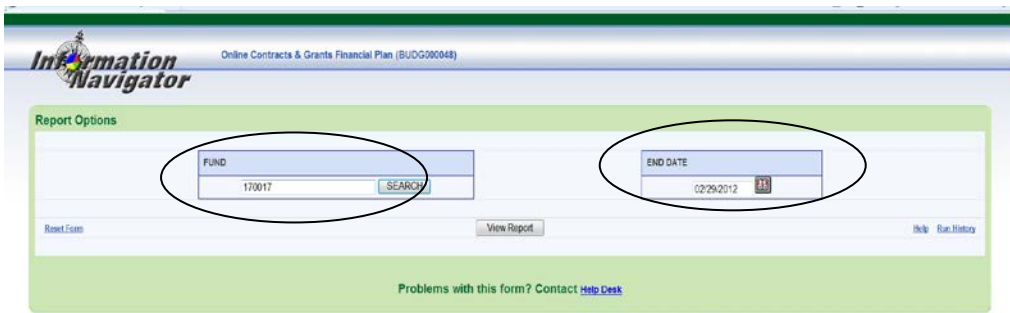 Information
Navigator
Online Contracts & Grants Financial Plan (BUDG000048)
Report Options
FUND
END DATE
170017
SEARCH
02/29/2012
Reset Form
View Report
Help
Run History
Problems with this form? Contact Help Desk